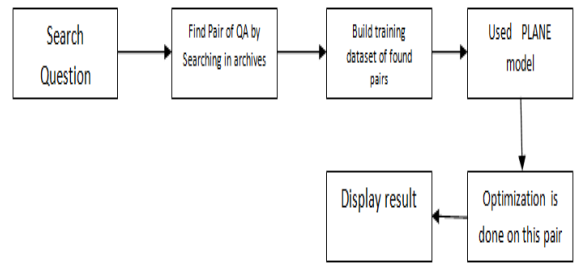 Search
Question
Find Pair of QA by
Searching in archives
Build training
dataset of found
pairs
Used PLANE
model
Optimization is
done on this pair
Display result